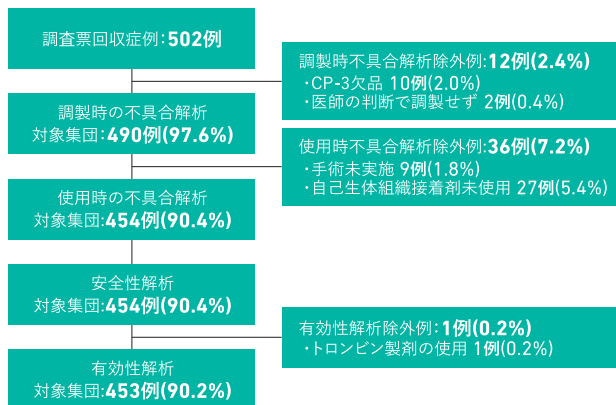 調査票回収症例：502例
調製時不具合解析除外例：12例(2.4%)
・CP-3欠品 10例(2.0%)
・医師の判断で調製せず 2例(0.4%)
調製時の不具合解析
対象集団：490例(97.6%)
使用時不具合解析除外例：36例(7.2%)
・手術未実施 9例(1.8%)
・自己生体組織接着剤未使用 27例(5.4%)
使用時の不具合解析
対象集団:454例(90.4%)
安全性解析
対象集団:454例(90.4%)
有効性解析除外例：1例(0.2%)
・トロンビン製剤の使用 1例(0.2%)
有効性解析
対象集団:453例(90.2%)